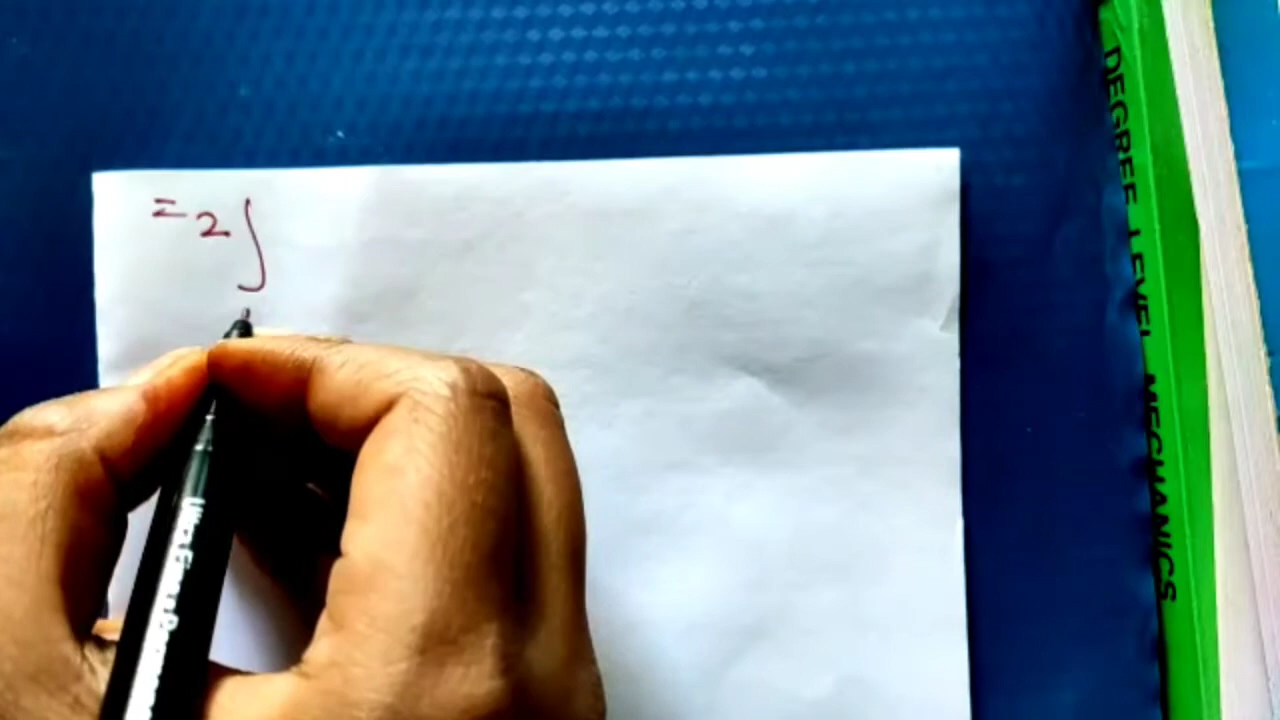 = 2 ∫
DEGREE LEVEL MECHANICS